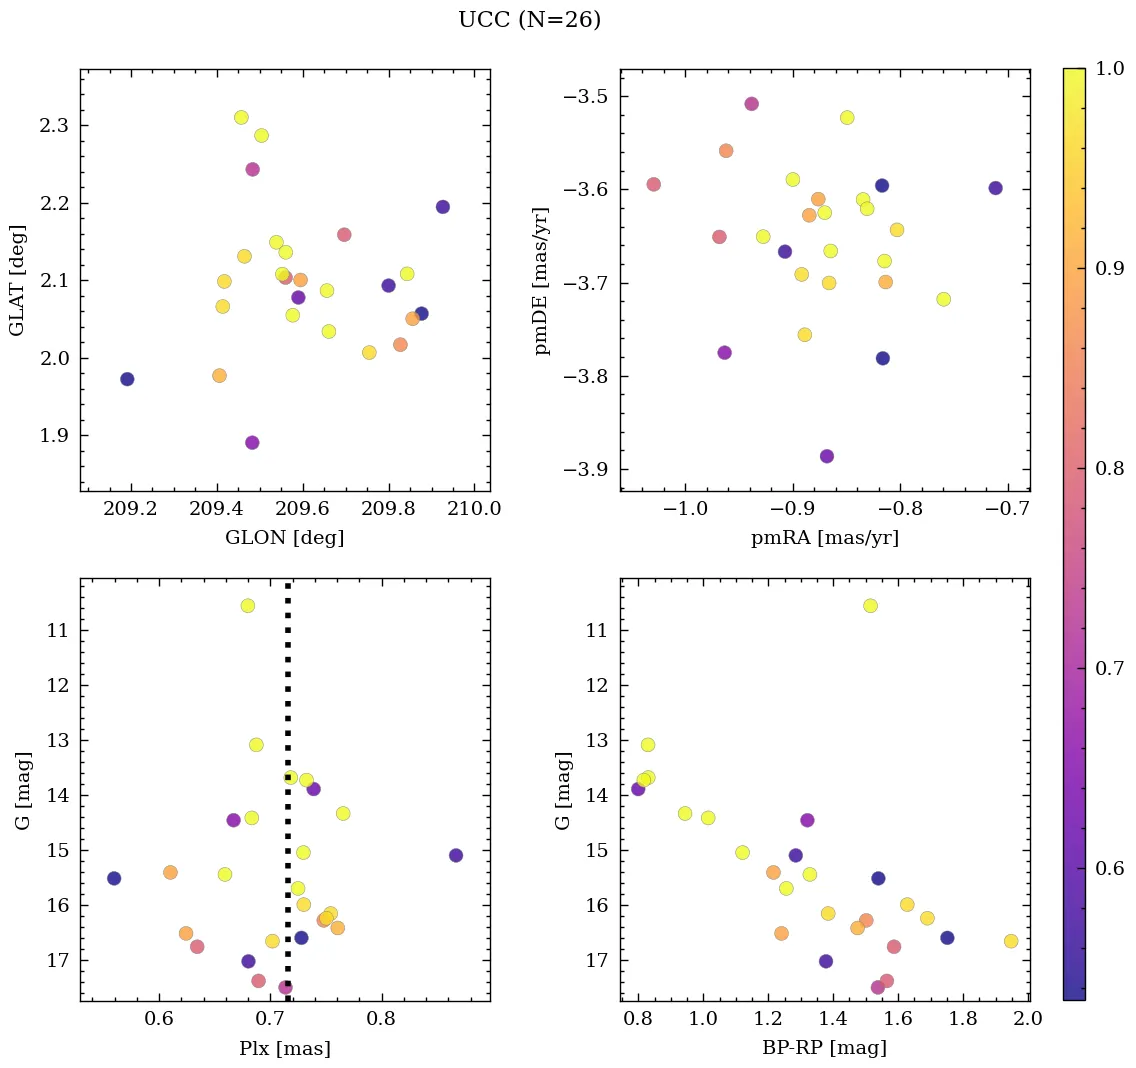 UCC (N=26)
2.3
2.2
2.1
2.0
1.9
GLAT [deg]
209.2 209.4 209.6 209.8 210.0
GLON [deg]
−3.5
−3.6
−3.7
−3.8
−3.9
pmDE [mas/yr]
−1.0 −0.9 −0.8 −0.7
pmRA [mas/yr]
11
12
13
14
15
16
17
G [mag]
0.6 0.7 0.8
Plx [mas]
11
12
13
14
15
16
17
G [mag]
0.8 1.0 1.2 1.4 1.6 1.8 2.0
BP-RP [mag]
1.0
0.9
0.8
0.7
0.6